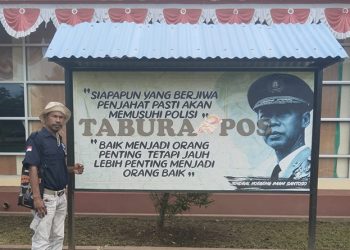 "SIAPAPUN YANG BERJIWA
PENJAHAT PASTI AKAN
MEMUSUHI POLISI"
TABURA POS
"BAIK MENJADI ORANG
PENTING TETAPI JAUH
LEBIH PENTING MENJADI
ORANG BAIK"
JENDRAL HOEGENG IMAM SANTOSO